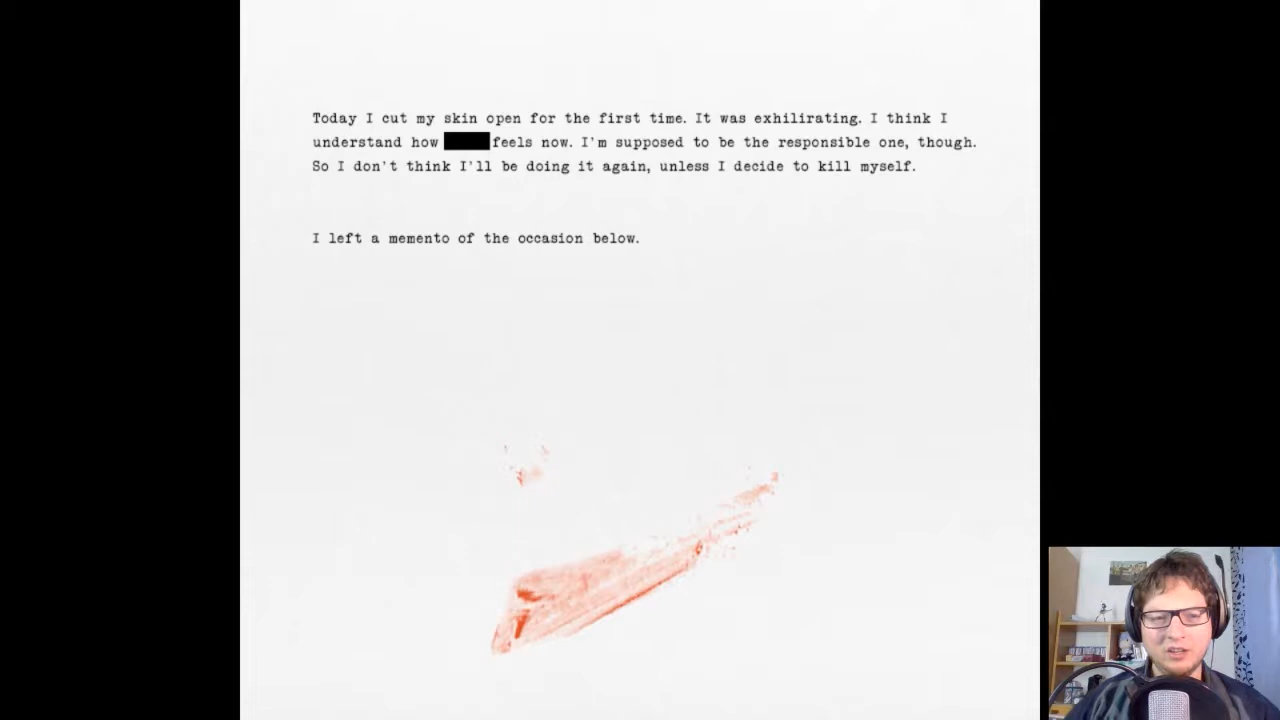 Today I cut my skin open for the first time. It was exhilirating. I think I
understand how feels now. I'm supposed to be the responsible one, though.
So I don't think I'll be doing it again, unless I decide to kill myself.
I left a memento of the occasion below.